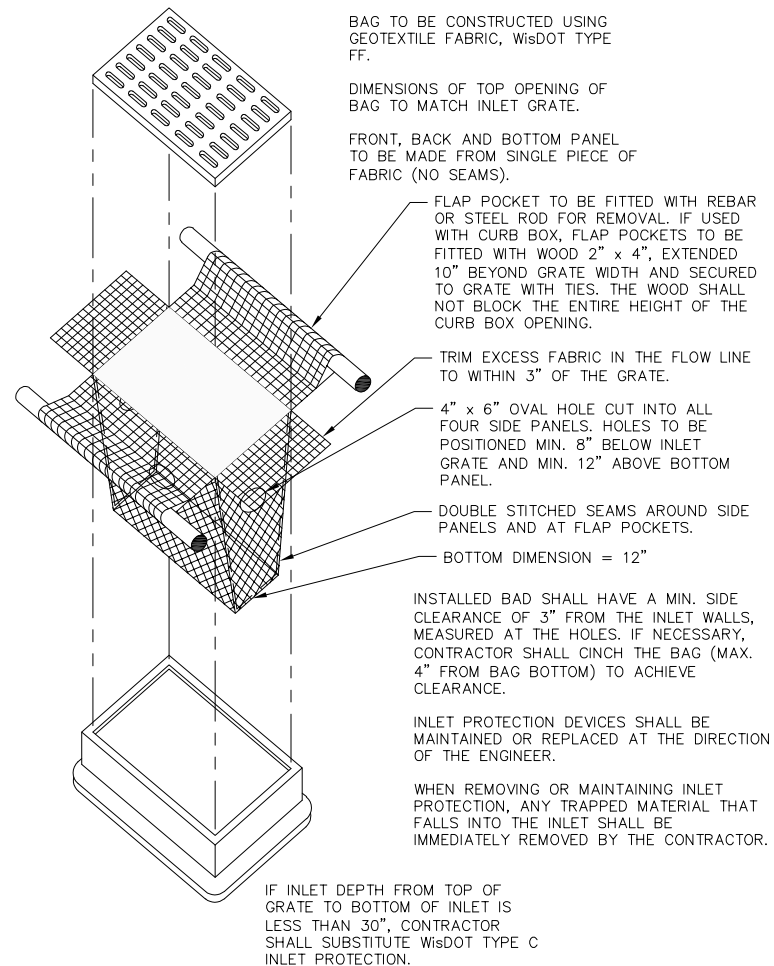 BAG TO BE CONSTRUCTED USING
GEOTEXTILE FABRIC, WisDOT TYPE
FF.
DIMENSIONS OF TOP OPENING OF
BAG TO MATCH INLET GRATE.
FRONT, BACK AND BOTTOM PANEL
TO BE MADE FROM SINGLE PIECE OF
FABRIC (NO SEAMS).
FLAP POCKET TO BE FITTED WITH REBAR
OR STEEL ROD FOR REMOVAL. IF USED
WITH CURB BOX, FLAP POCKETS TO BE
FITTED WITH WOOD 2” x 4”, EXTENDED
10” BEYOND GRATE WIDTH AND SECURED
TO GRATE WITH TIES. THE WOOD SHALL
NOT BLOCK THE ENTIRE HEIGHT OF THE
CURB BOX OPENING.
TRIM EXCESS FABRIC IN THE FLOW LINE
TO WITHIN 3” OF THE GRATE.
4” x 6” OVAL HOLE CUT INTO ALL
FOUR SIDE PANELS. HOLES TO BE
POSITIONED MIN. 8” BELOW INLET
GRATE AND MIN. 12” ABOVE BOTTOM
PANEL.
DOUBLE STITCHED SEAMS AROUND SIDE
PANELS AND AT FLAP POCKETS.
BOTTOM DIMENSION = 12”
INSTALLED BAD SHALL HAVE A MIN. SIDE
CLEARANCE OF 3” FROM THE INLET WALLS,
MEASURED AT THE HOLES. IF NECESSARY,
CONTRACTOR SHALL CINCH THE BAG (MAX.
4” FROM BAG BOTTOM) TO ACHIEVE
CLEARANCE.
INLET PROTECTION DEVICES SHALL BE
MAINTAINED OR REPLACED AT THE DIRECTION
OF THE ENGINEER.
WHEN REMOVING OR MAINTAINING INLET
PROTECTION, ANY TRAPPED MATERIAL THAT
FALLS INTO THE INLET SHALL BE
IMMEDIATELY REMOVED BY THE CONTRACTOR.
IF INLET DEPTH FROM TOP OF
GRATE TO BOTTOM OF INLET IS
LESS THAN 30”, CONTRACTOR
SHALL SUBSTITUTE WisDOT TYPE C
INLET PROTECTION.